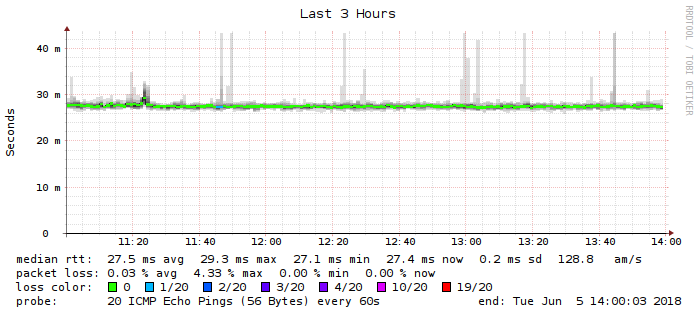 Last 3 Hours
RRDTOOL / TOBI OETIKER
Seconds
40 m
30 m
20 m
10 m
0
11:20 11:40 12:00 12:20 12:40 13:00 13:20 13:40 14:00
median rtt: 27.5 ms avg 29.3 ms max 27.1 ms min 27.4 ms now 0.2 ms sd 128.8 am/s
packet loss: 0.03 % avg 4.33 % max 0.00 % min 0.00 % now
loss color: 0 1/20 2/20 3/20 4/20 10/20 19/20
probe: 20 ICMP Echo Pings (56 Bytes) every 60s end: Tue Jun 5 14:00:03 2018